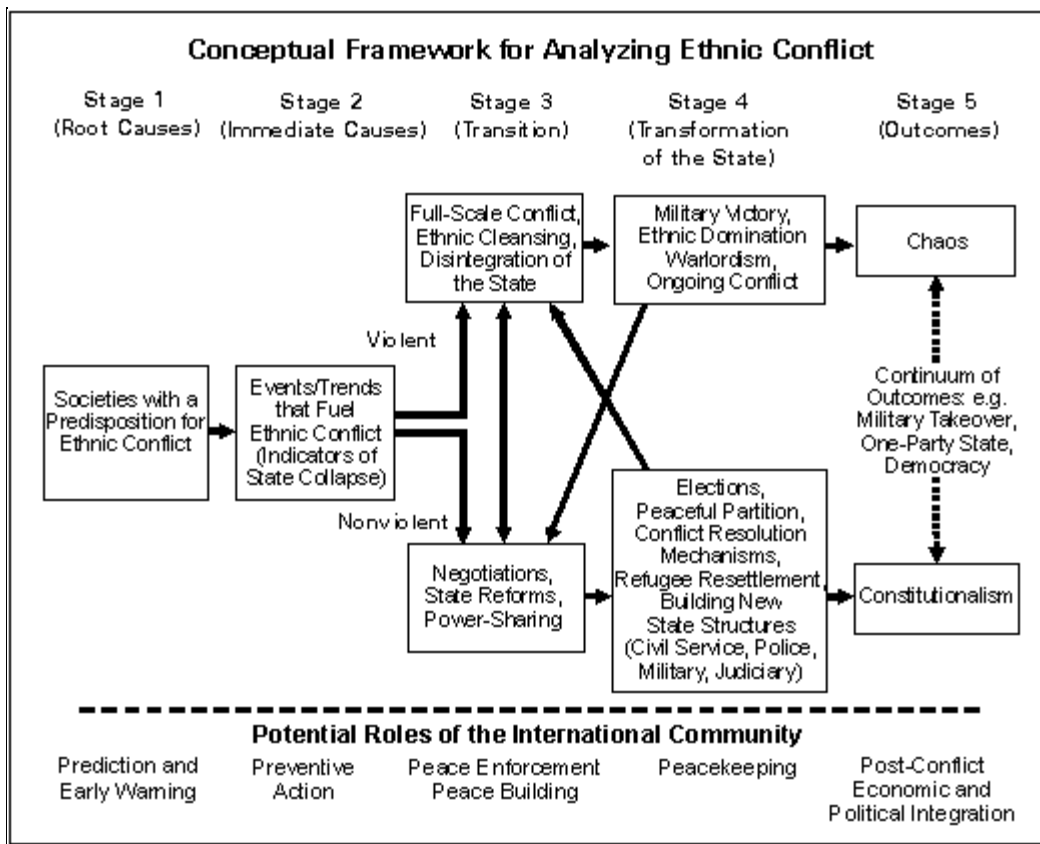 Conceptual Framework for Analyzing Ethnic Conflict
Stage 1
(Root Causes)
Stage 2
(Immediate Causes)
Stage 3
(Transition)
Stage 4
(Transformation
of the State)
Stage 5
(Outcomes)
Societies with a
Predisposition for
Ethnic Conflict
Events/Trends
that Fuel
Ethnic Conflict
(Indicators of
State Collapse)
Violent
Nonviolent
Full-Scale Conflict,
Ethnic Cleansing,
Disintegration of
the State
Negotiations,
State Reforms,
Power-Sharing
Military Victory,
Ethnic Domination
Warlordism,
Ongoing Conflict
Elections,
Peaceful Partition,
Conflict Resolution
Mechanisms,
Refugee Resettlement,
Building New
State Structures
(Civil Service, Police,
Military, Judiciary)
Chaos
Continuum of
Outcomes: e.g.
Military Takeover,
One-Party State,
Democracy
Constitutionalism
Potential Roles of the International Community
Prediction and
Early Warning
Preventive
Action
Peace Enforcement
Peace Building
Peacekeeping
Post-Conflict
Economic and
Political Integration